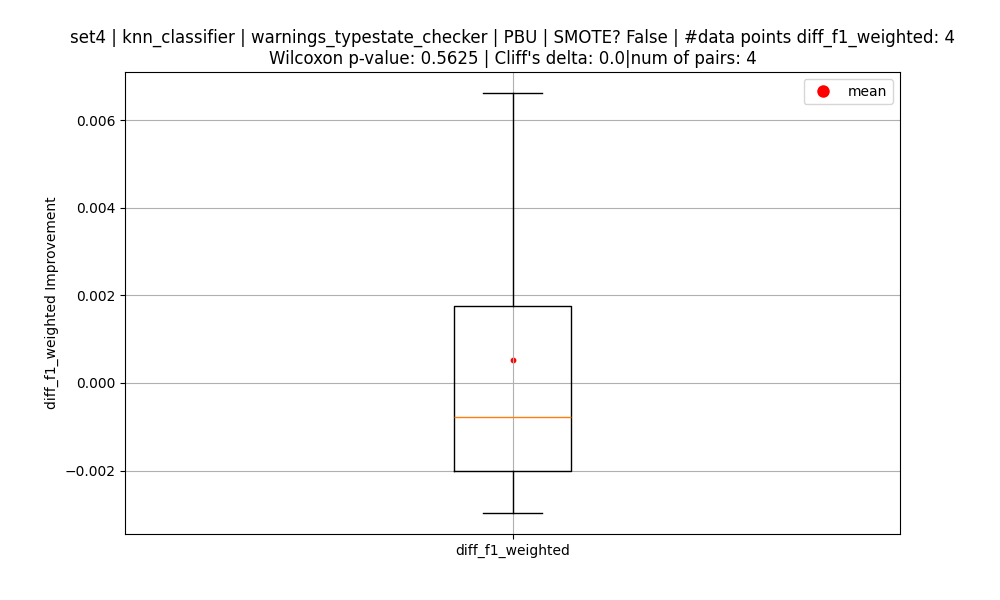 set4 | knn_classifier | warnings_typestate_checker | PBU | SMOTE? False | #data points diff_f1_weighted: 4
Wilcoxon p-value: 0.5625 | Cliff's delta: 0.0|num of pairs: 4
mean
0.006
0.004
0.002
0.000
−0.002
diff_f1_weighted Improvement
diff_f1_weighted